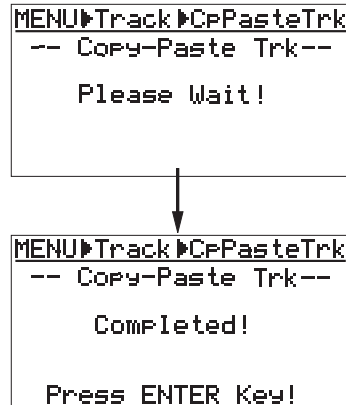 MENU▶Track▶CpPasteTrk
-- Copy-Paste Trk--
Please Wait!
MENU▶Track▶CpPasteTrk
-- Copy-Paste Trk--
Completed!
Press ENTER Key!